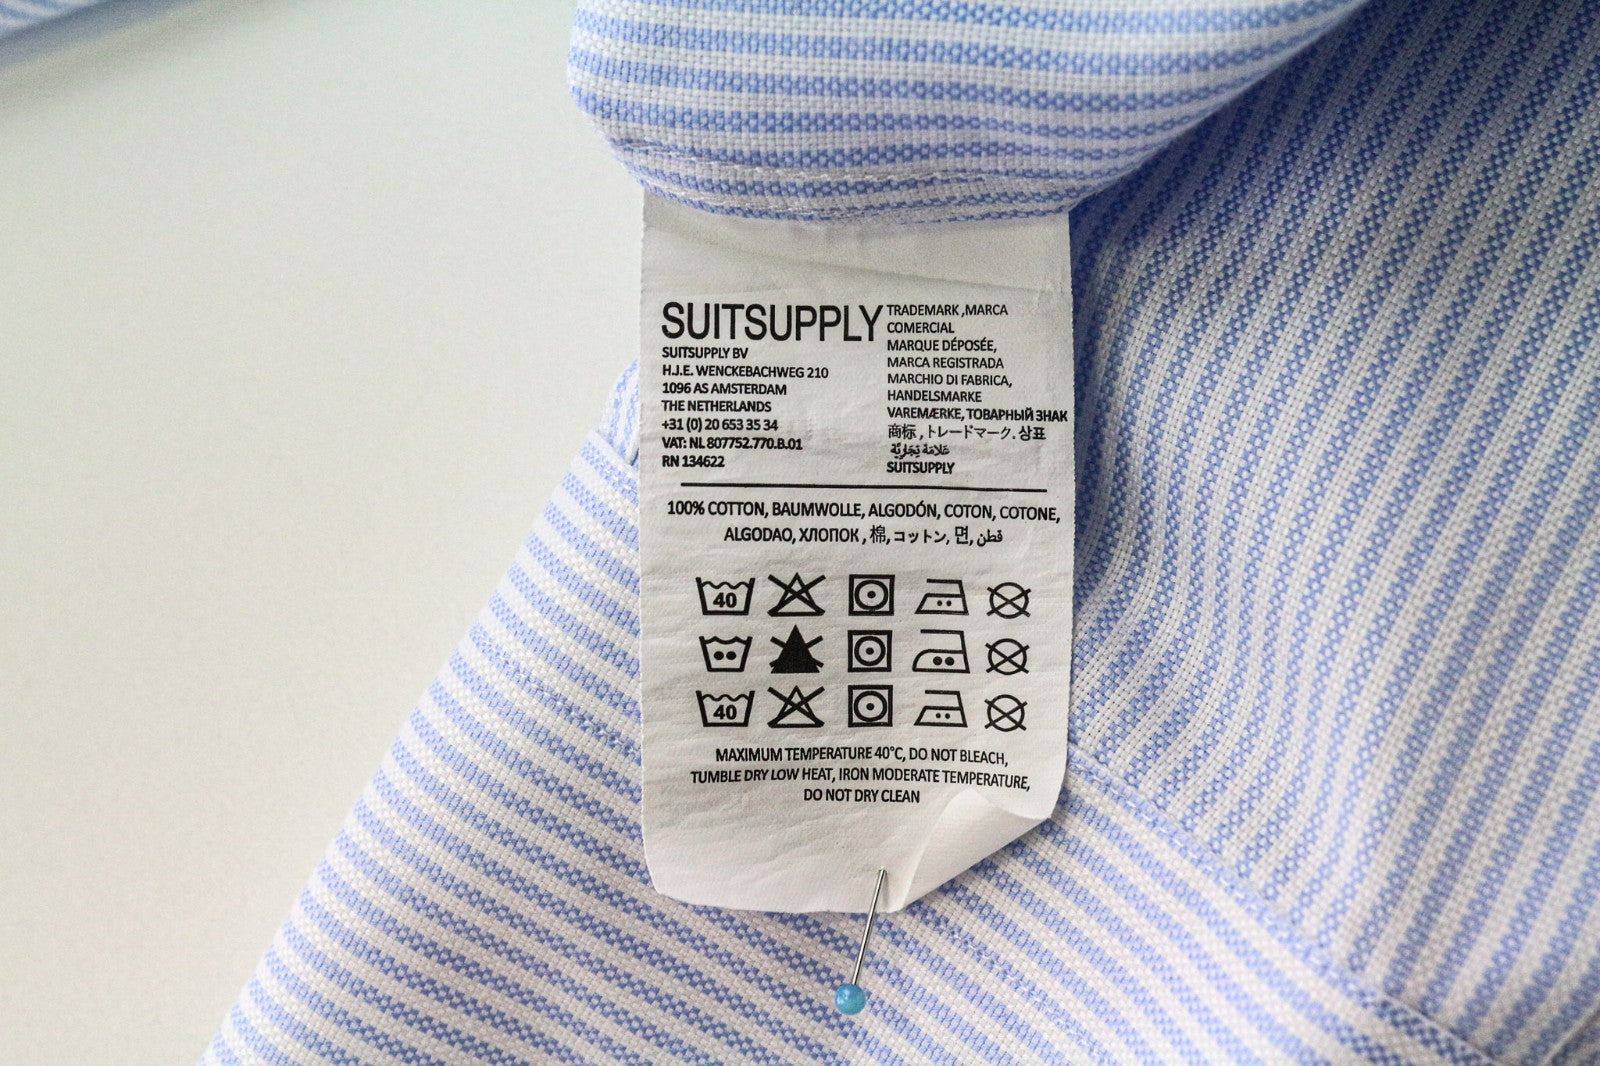 SUITSUPPLY
SUITSUPPLY BV
H.J.E. WENCKEBACHWEG 210
1096 AS AMSTERDAM
THE NETHERLANDS
+31 (0) 20 653 35 34
VAT: NL 807752.770.B.01
RN 134622
TRADEMARK ,MARCA
COMERCIAL
MARQUE DÉPOSÉE,
MARCA REGISTRADA
MARCHIO DI FABRICA,
HANDELSMARKE
VAREMÆRKE, ТОВАРНЫЙ ЗНАК
商标 , トレードマーク. 상표
عَلامَة تِجَارِيَّة
SUITSUPPLY
100% COTTON, BAUMWOLLE, ALGODÓN, COTON, COTONE,
ALGODAO, ХЛОПОК , 棉, コットン, 면, قطن
40
40
MAXIMUM TEMPERATURE 40°C, DO NOT BLEACH,
TUMBLE DRY LOW HEAT, IRON MODERATE TEMPERATURE,
DO NOT DRY CLEAN